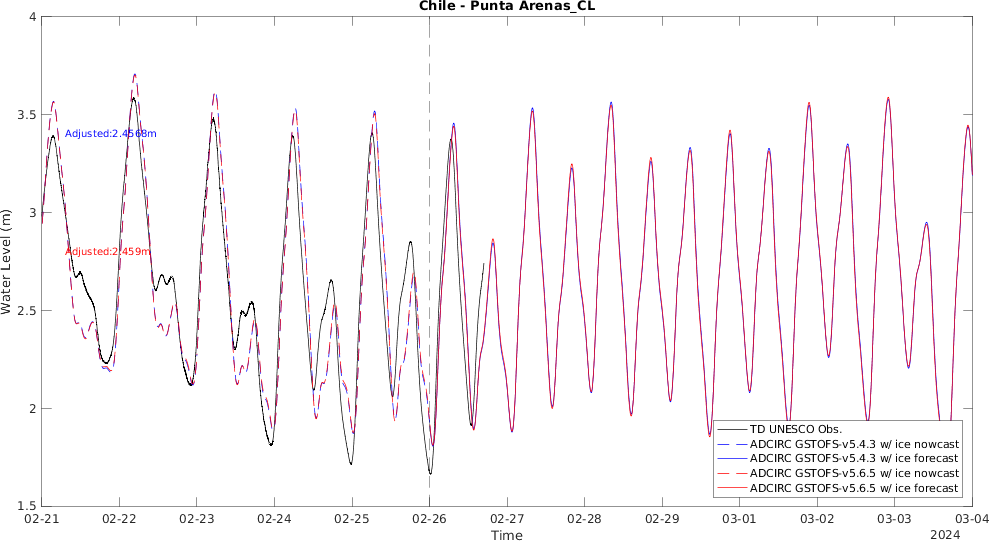 Chile - Punta Arenas_CL
4
3.5
3
2.5
2
1.5
Water Level (m)
Adjusted:2.4568m
Adjusted:2.459m
TD UNESCO Obs.
ADCIRC GSTOFS-v5.4.3 w/ ice nowcast
ADCIRC GSTOFS-v5.4.3 w/ ice forecast
ADCIRC GSTOFS-v5.6.5 w/ ice nowcast
ADCIRC GSTOFS-v5.6.5 w/ ice forecast
02-21 02-22 02-23 02-24 02-25 02-26 02-27 02-28 02-29 03-01 03-02 03-03 03-04
Time
2024